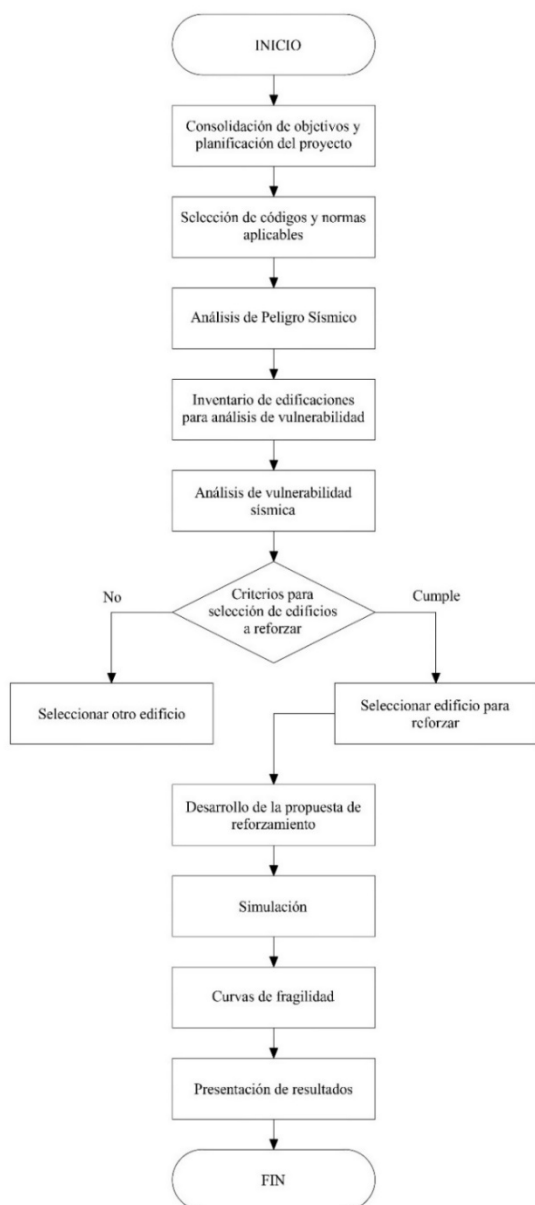 INICIO
Consolidación de objetivos y
planificación del proyecto
Selección de códigos y normas
aplicables
Análisis de Peligro Sísmico
Inventario de edificaciones
para análisis de vulnerabilidad
Análisis de vulnerabilidad
sísmica
Criterios para
selección de edificios
a reforzar
No
Cumple
Seleccionar otro edificio
Seleccionar edificio para
reforzar
Desarrollo de la propuesta de
reforzamiento
Simulación
Curvas de fragilidad
Presentación de resultados
FIN